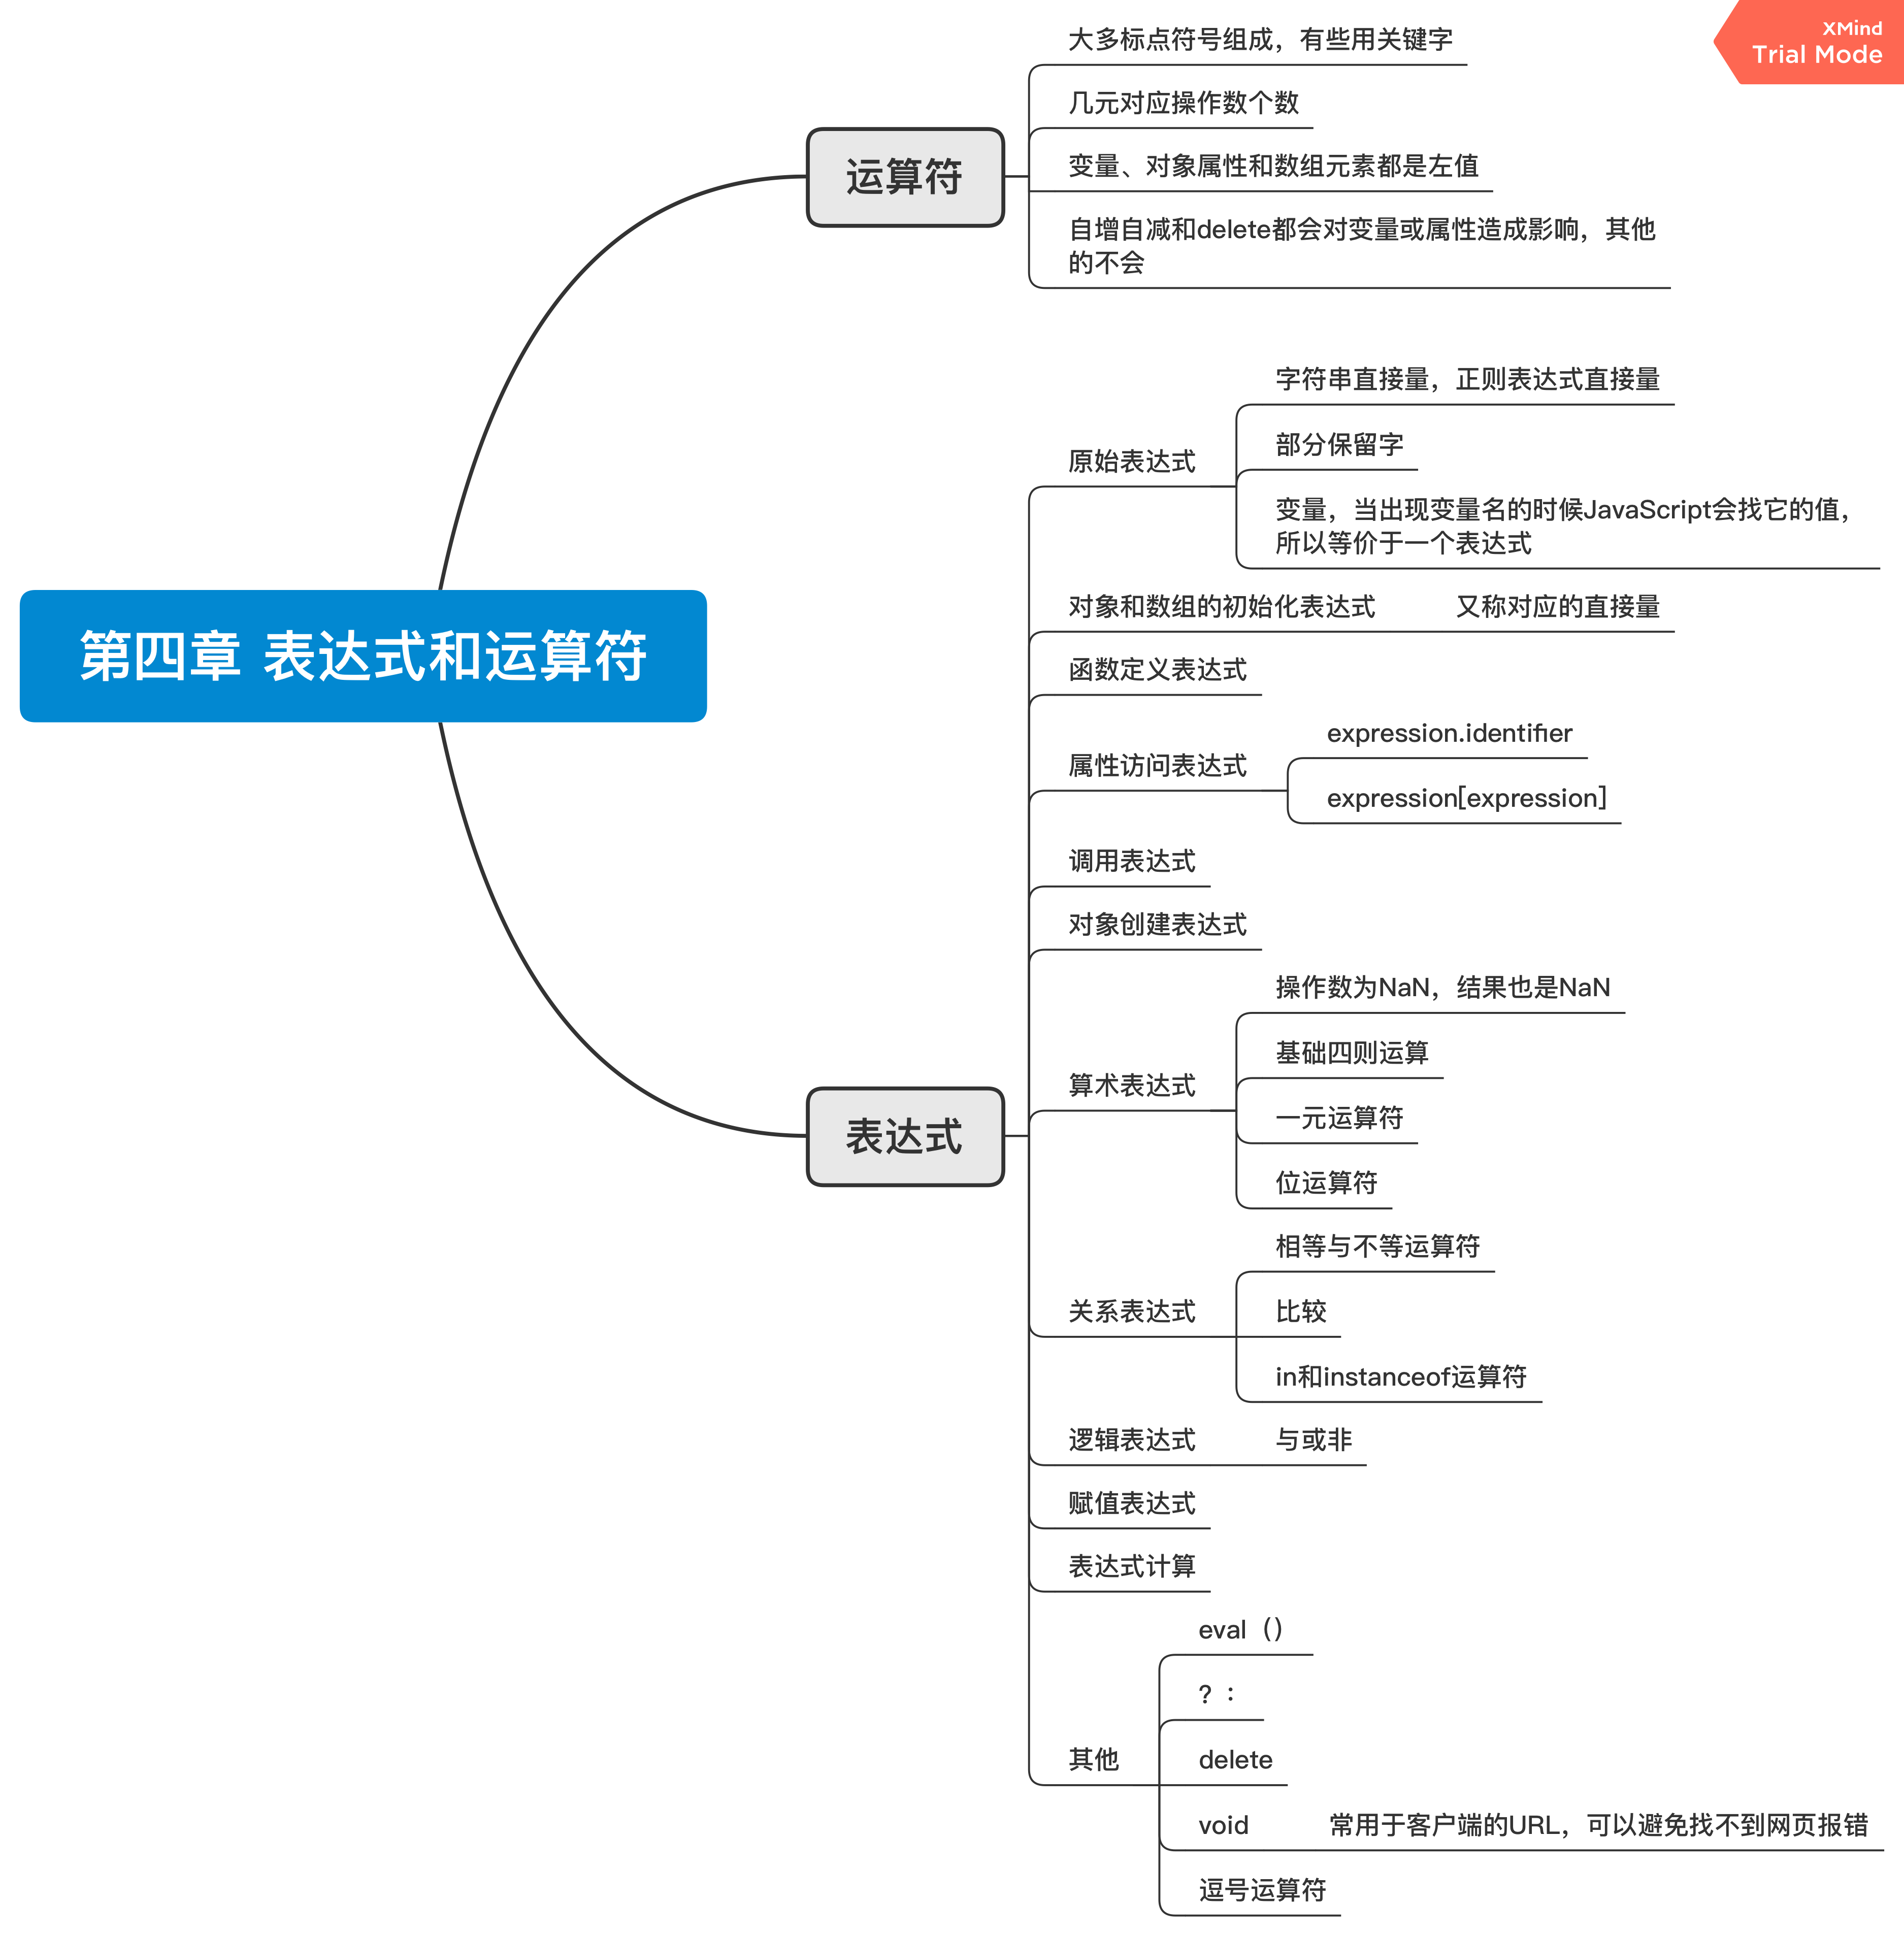 XMind
Trial Mode
大多标点符号组成，有些用关键字
几元对应操作数个数
运算符
变量、对象属性和数组元素都是左值
自增自减和delete都会对变量或属性造成影响，其他
的不会
字符串直接量，正则表达式直接量
部分保留字
原始表达式
变量，当出现变量名的时候JavaScript会找它的值，
所以等价于一个表达式
对象和数组的初始化表达式 又称对应的直接量
第四章 表达式和运算符
函数定义表达式
expression.identifier
属性访问表达式
expression[expression]
调用表达式
对象创建表达式
操作数为NaN，结果也是NaN
基础四则运算
算术表达式
一元运算符
表达式
位运算符
相等与不等运算符
关系表达式
比较
in和instanceof运算符
逻辑表达式 与或非
赋值表达式
表达式计算
eval（）
？：
其他
delete
void 常用于客户端的URL，可以避免找不到网页报错
逗号运算符